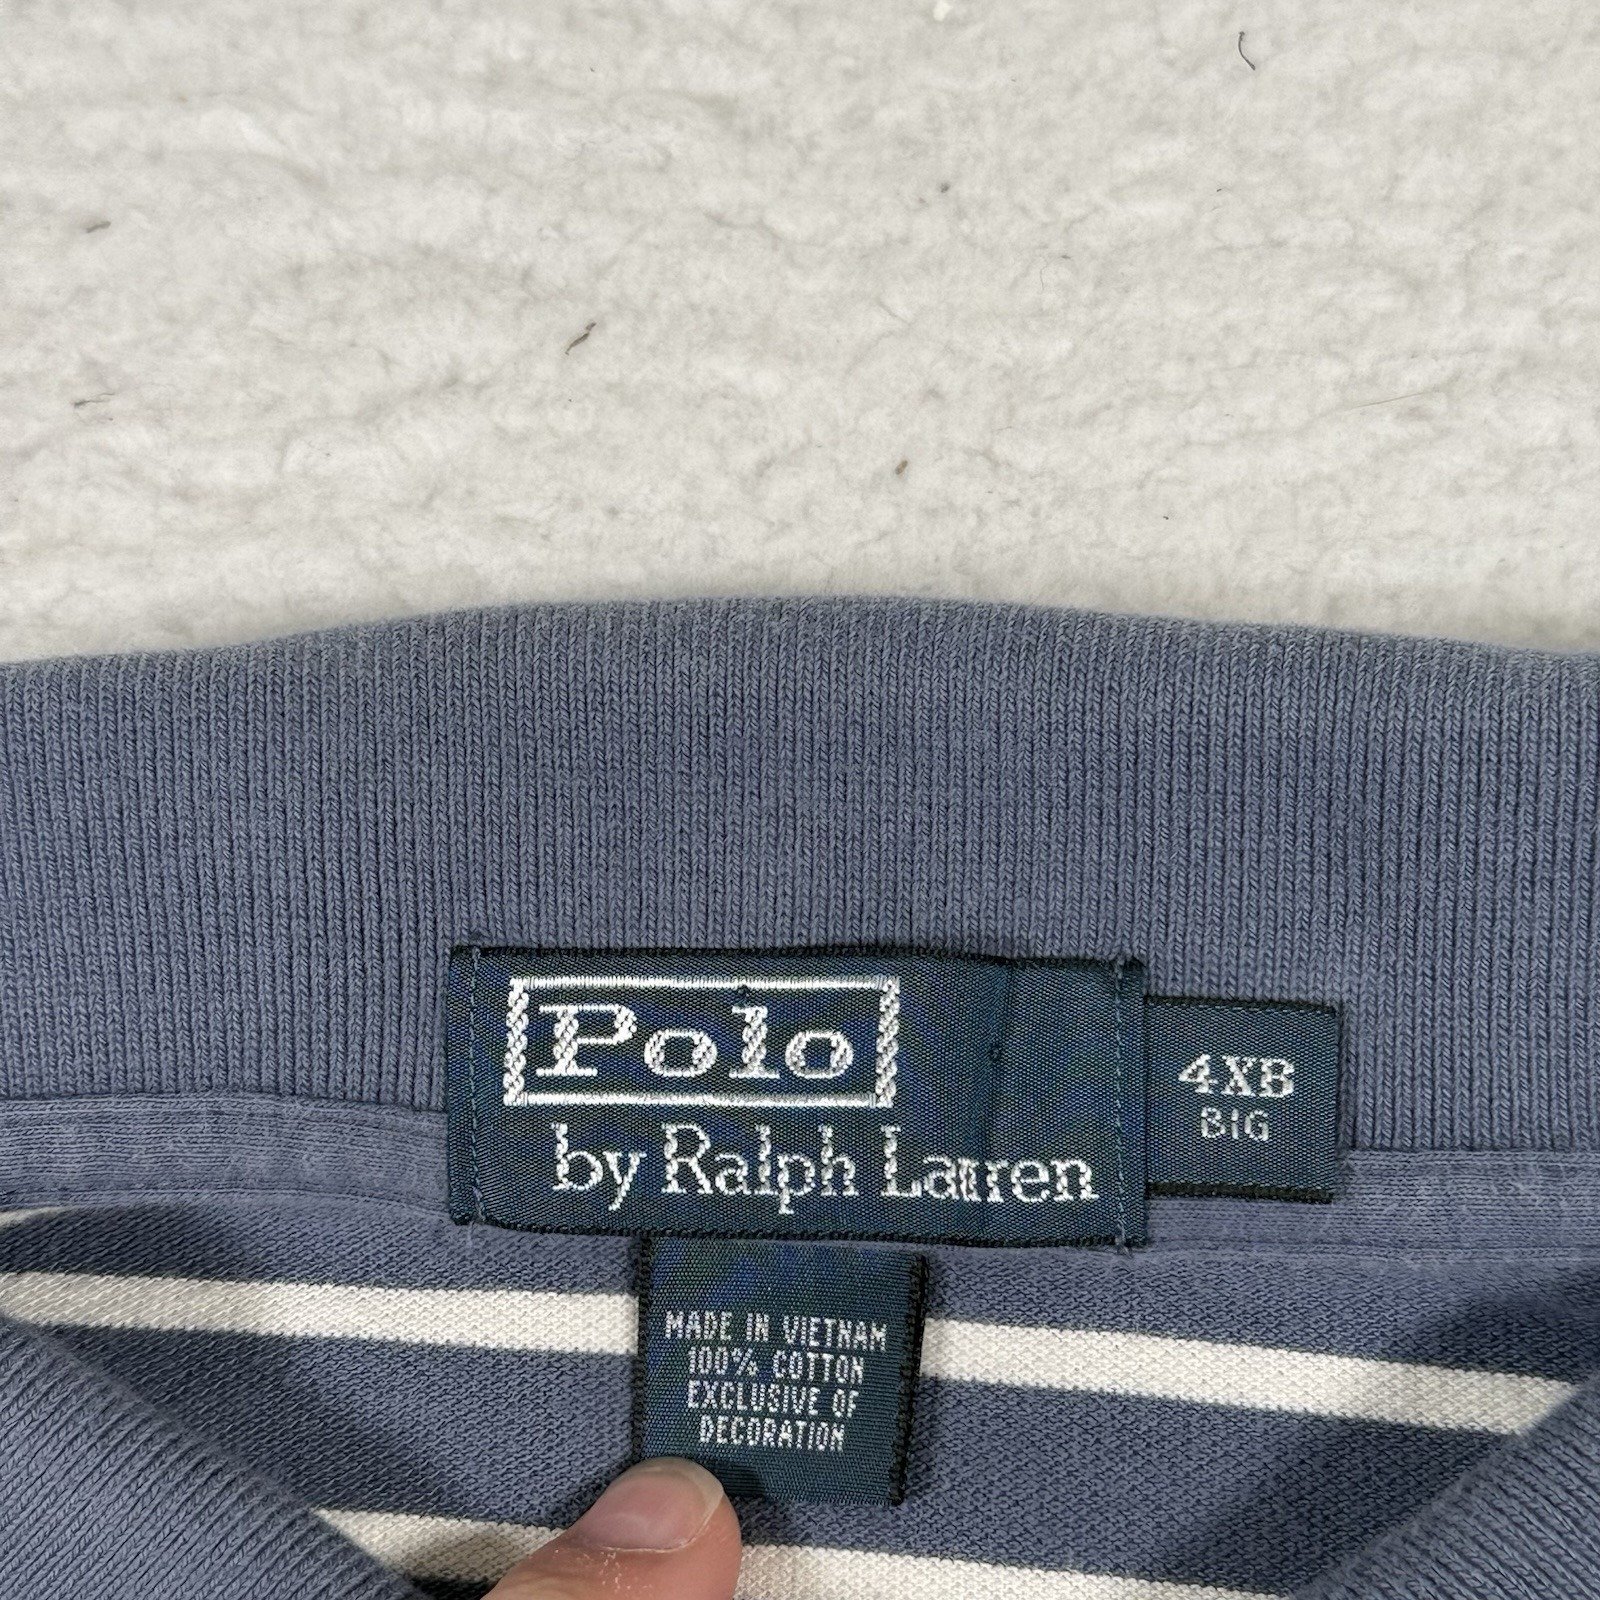 Polo
by Ralph Lauren
4XB
BIG
MADE IN VIETNAM
100% COTTON
EXCLUSIVE OF
DECORATION